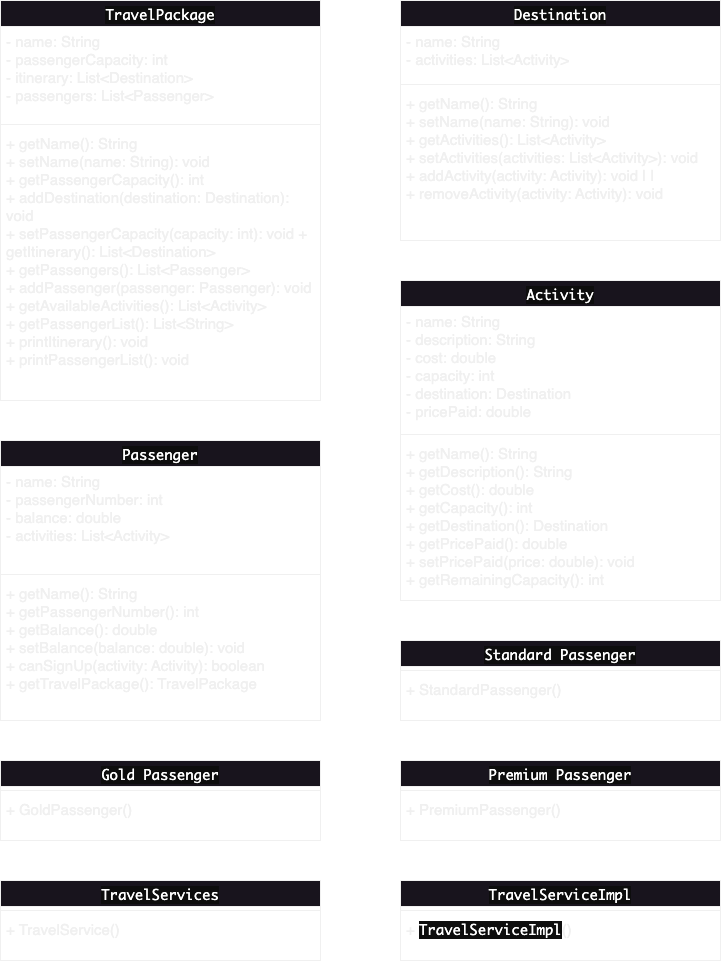 TravelPackage
- name: String
- passengerCapacity: int
- itinerary: List<Destination>
- passengers: List<Passenger>
+ getName(): String
+ setName(name: String): void
+ getPassengerCapacity(): int
+ addDestination(destination: Destination):
void
+ setPassengerCapacity(capacity: int): void +
getItinerary(): List<Destination>
+ getPassengers(): List<Passenger>
+ addPassenger(passenger: Passenger): void
+ getAvailableActivities(): List<Activity>
+ getPassengerList(): List<String>
+ printItinerary(): void
+ printPassengerList(): void
Destination
- name: String
- activities: List<Activity>
+ getName(): String
+ setName(name: String): void
+ getActivities(): List<Activity>
+ setActivities(activities: List<Activity>): void
+ addActivity(activity: Activity): void | |
+ removeActivity(activity: Activity): void
Activity
- name: String
- description: String
- cost: double
- capacity: int
- destination: Destination
- pricePaid: double
+ getName(): String
+ getDescription(): String
+ getCost(): double
+ getCapacity(): int
+ getDestination(): Destination
+ getPricePaid(): double
+ setPricePaid(price: double): void
+ getRemainingCapacity(): int
Passenger
- name: String
- passengerNumber: int
- balance: double
- activities: List<Activity>
+ getName(): String
+ getPassengerNumber(): int
+ getBalance(): double
+ setBalance(balance: double): void
+ canSignUp(activity: Activity): boolean
+ getTravelPackage(): TravelPackage
Standard Passenger
+ StandardPassenger()
Gold Passenger
+ GoldPassenger()
Premium Passenger
+ PremiumPassenger()
TravelServices
+ TravelService()
TravelServiceImpl
+ TravelServiceImpl()